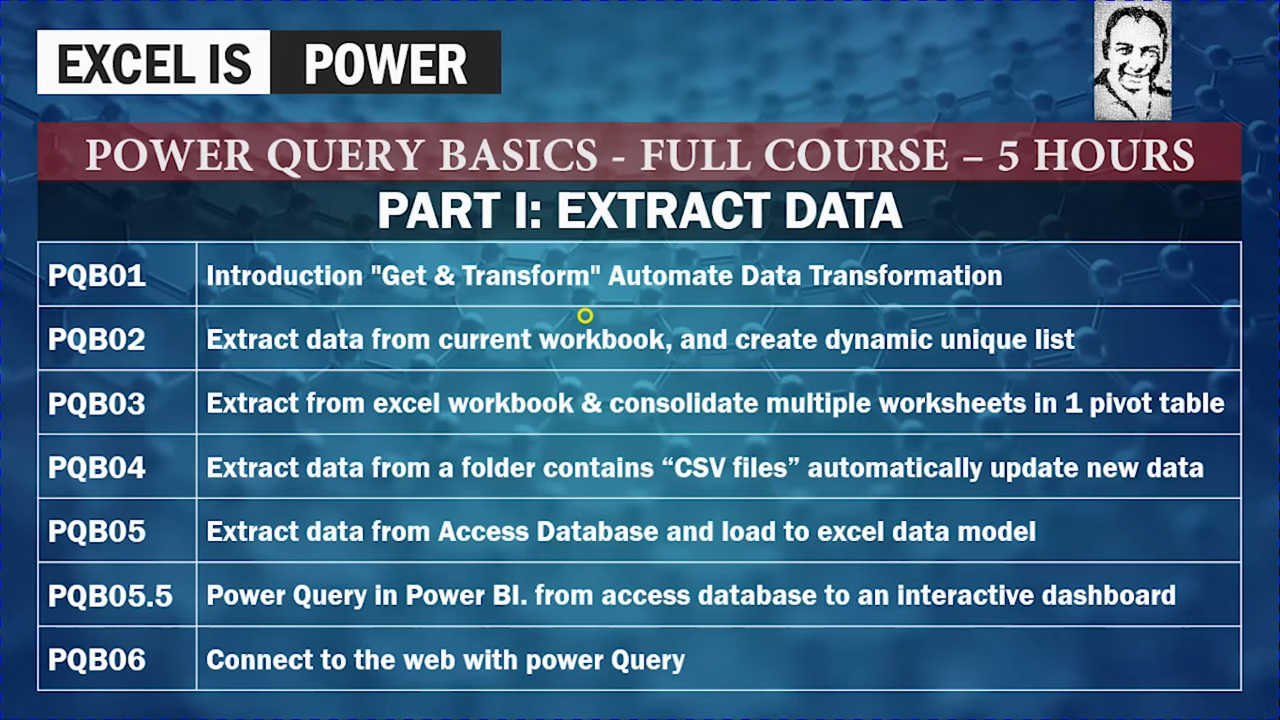 EXCEL IS POWER
POWER QUERY BASICS - FULL COURSE – 5 HOURS
PART I: EXTRACT DATA
PQB01 Introduction "Get & Transform" Automate Data Transformation
PQB02 Extract data from current workbook, and create dynamic unique list
PQB03 Extract from excel workbook & consolidate multiple worksheets in 1 pivot table
PQB04 Extract data from a folder contains “CSV files” automatically update new data
PQB05 Extract data from Access Database and load to excel data model
PQB05.5 Power Query in Power BI. from access database to an interactive dashboard
PQB06 Connect to the web with power Query